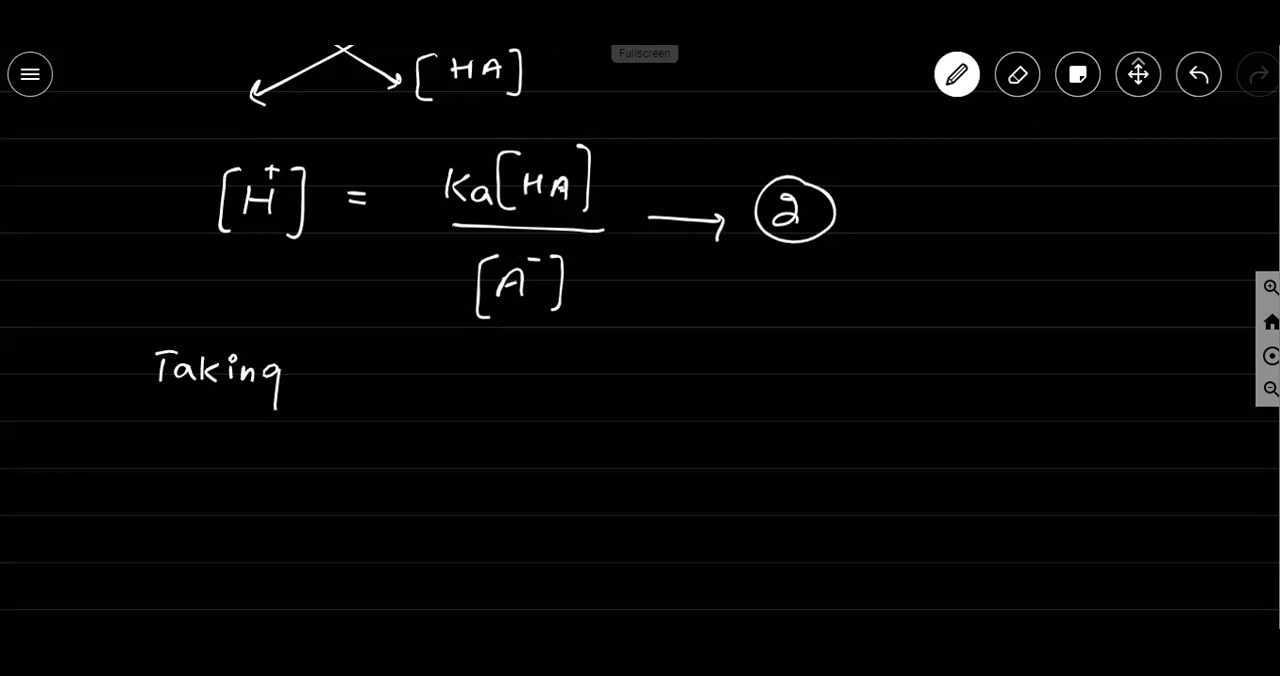 Fullscreen
[HA]
[H⁺] = Ka[HA] / [A⁻] → ②
Taking